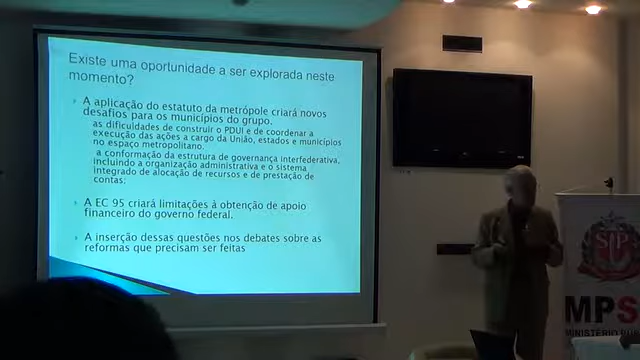 Existe uma oportunidade a ser explorada neste
momento?
A aplicação do estatuto da metrópole criará novos
desafios para os municípios do grupo.
as dificuldades de construir o PDUI e de coordenar a
execução das ações a cargo da União, estados e municípios
no espaço metropolitano.
a conformação da estrutura de governança interfederativa,
incluindo a organização administrativa e o sistema
integrado de alocação de recursos e de prestação de
contas;
A EC 95 criará limitações à obtenção de apoio
financeiro do governo federal.
A inserção dessas questões nos debates sobre as
reformas que precisam ser feitas
SP
MPS
MINISTÉRIO PÚB